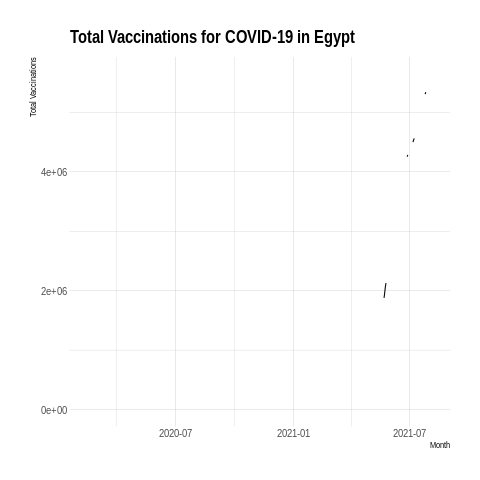 Total Vaccinations for COVID-19 in Egypt
Total Vaccinations
4e+06
2e+06
0e+00
2020-07
2021-01
2021-07
Month